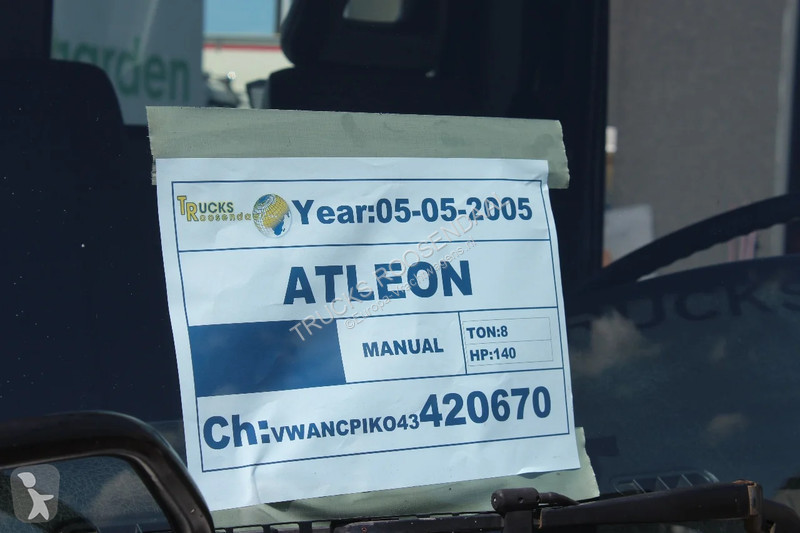 garden
TRUCKS
Roosendaal
Year:05-05-2005
ATLEON
MANUAL
TON:8
HP:140
Ch:VWANCPIKO43420670
TRUCKS ROOSENDAAL